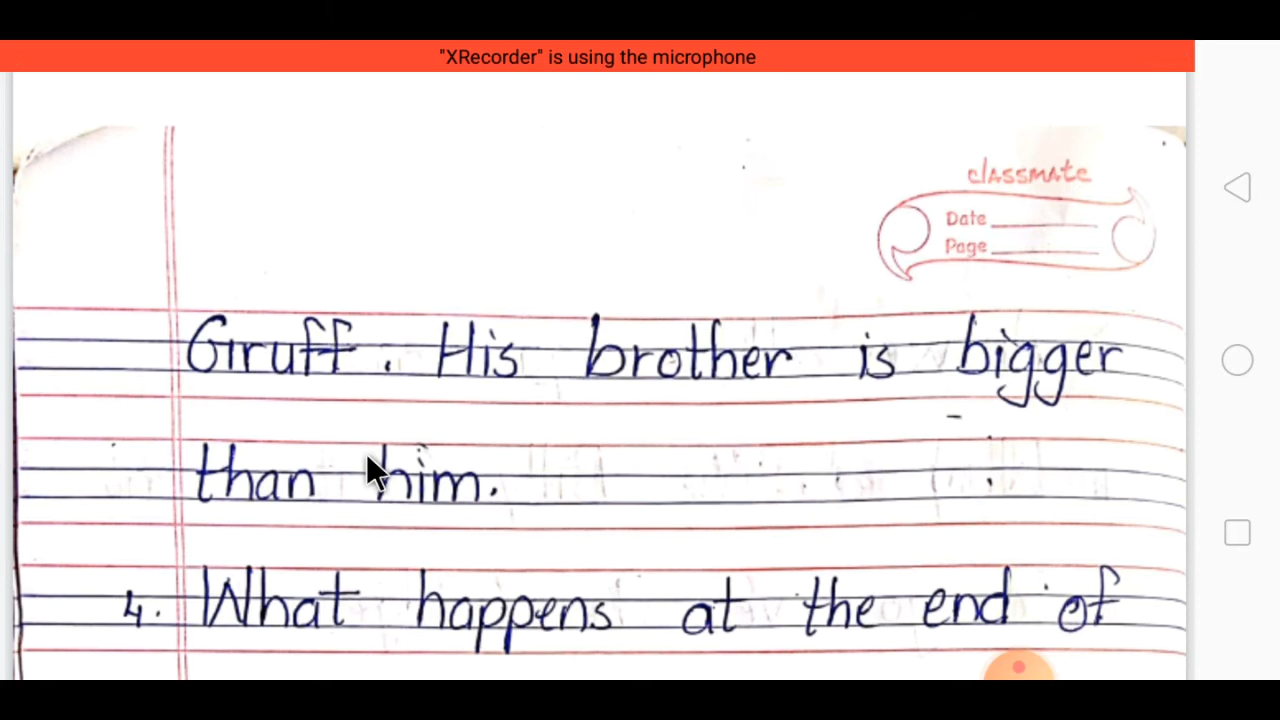 "XRecorder" is using the microphone
classmate
Date
Page
Gruff. His brother is bigger
than him.
4. What happens at the end of